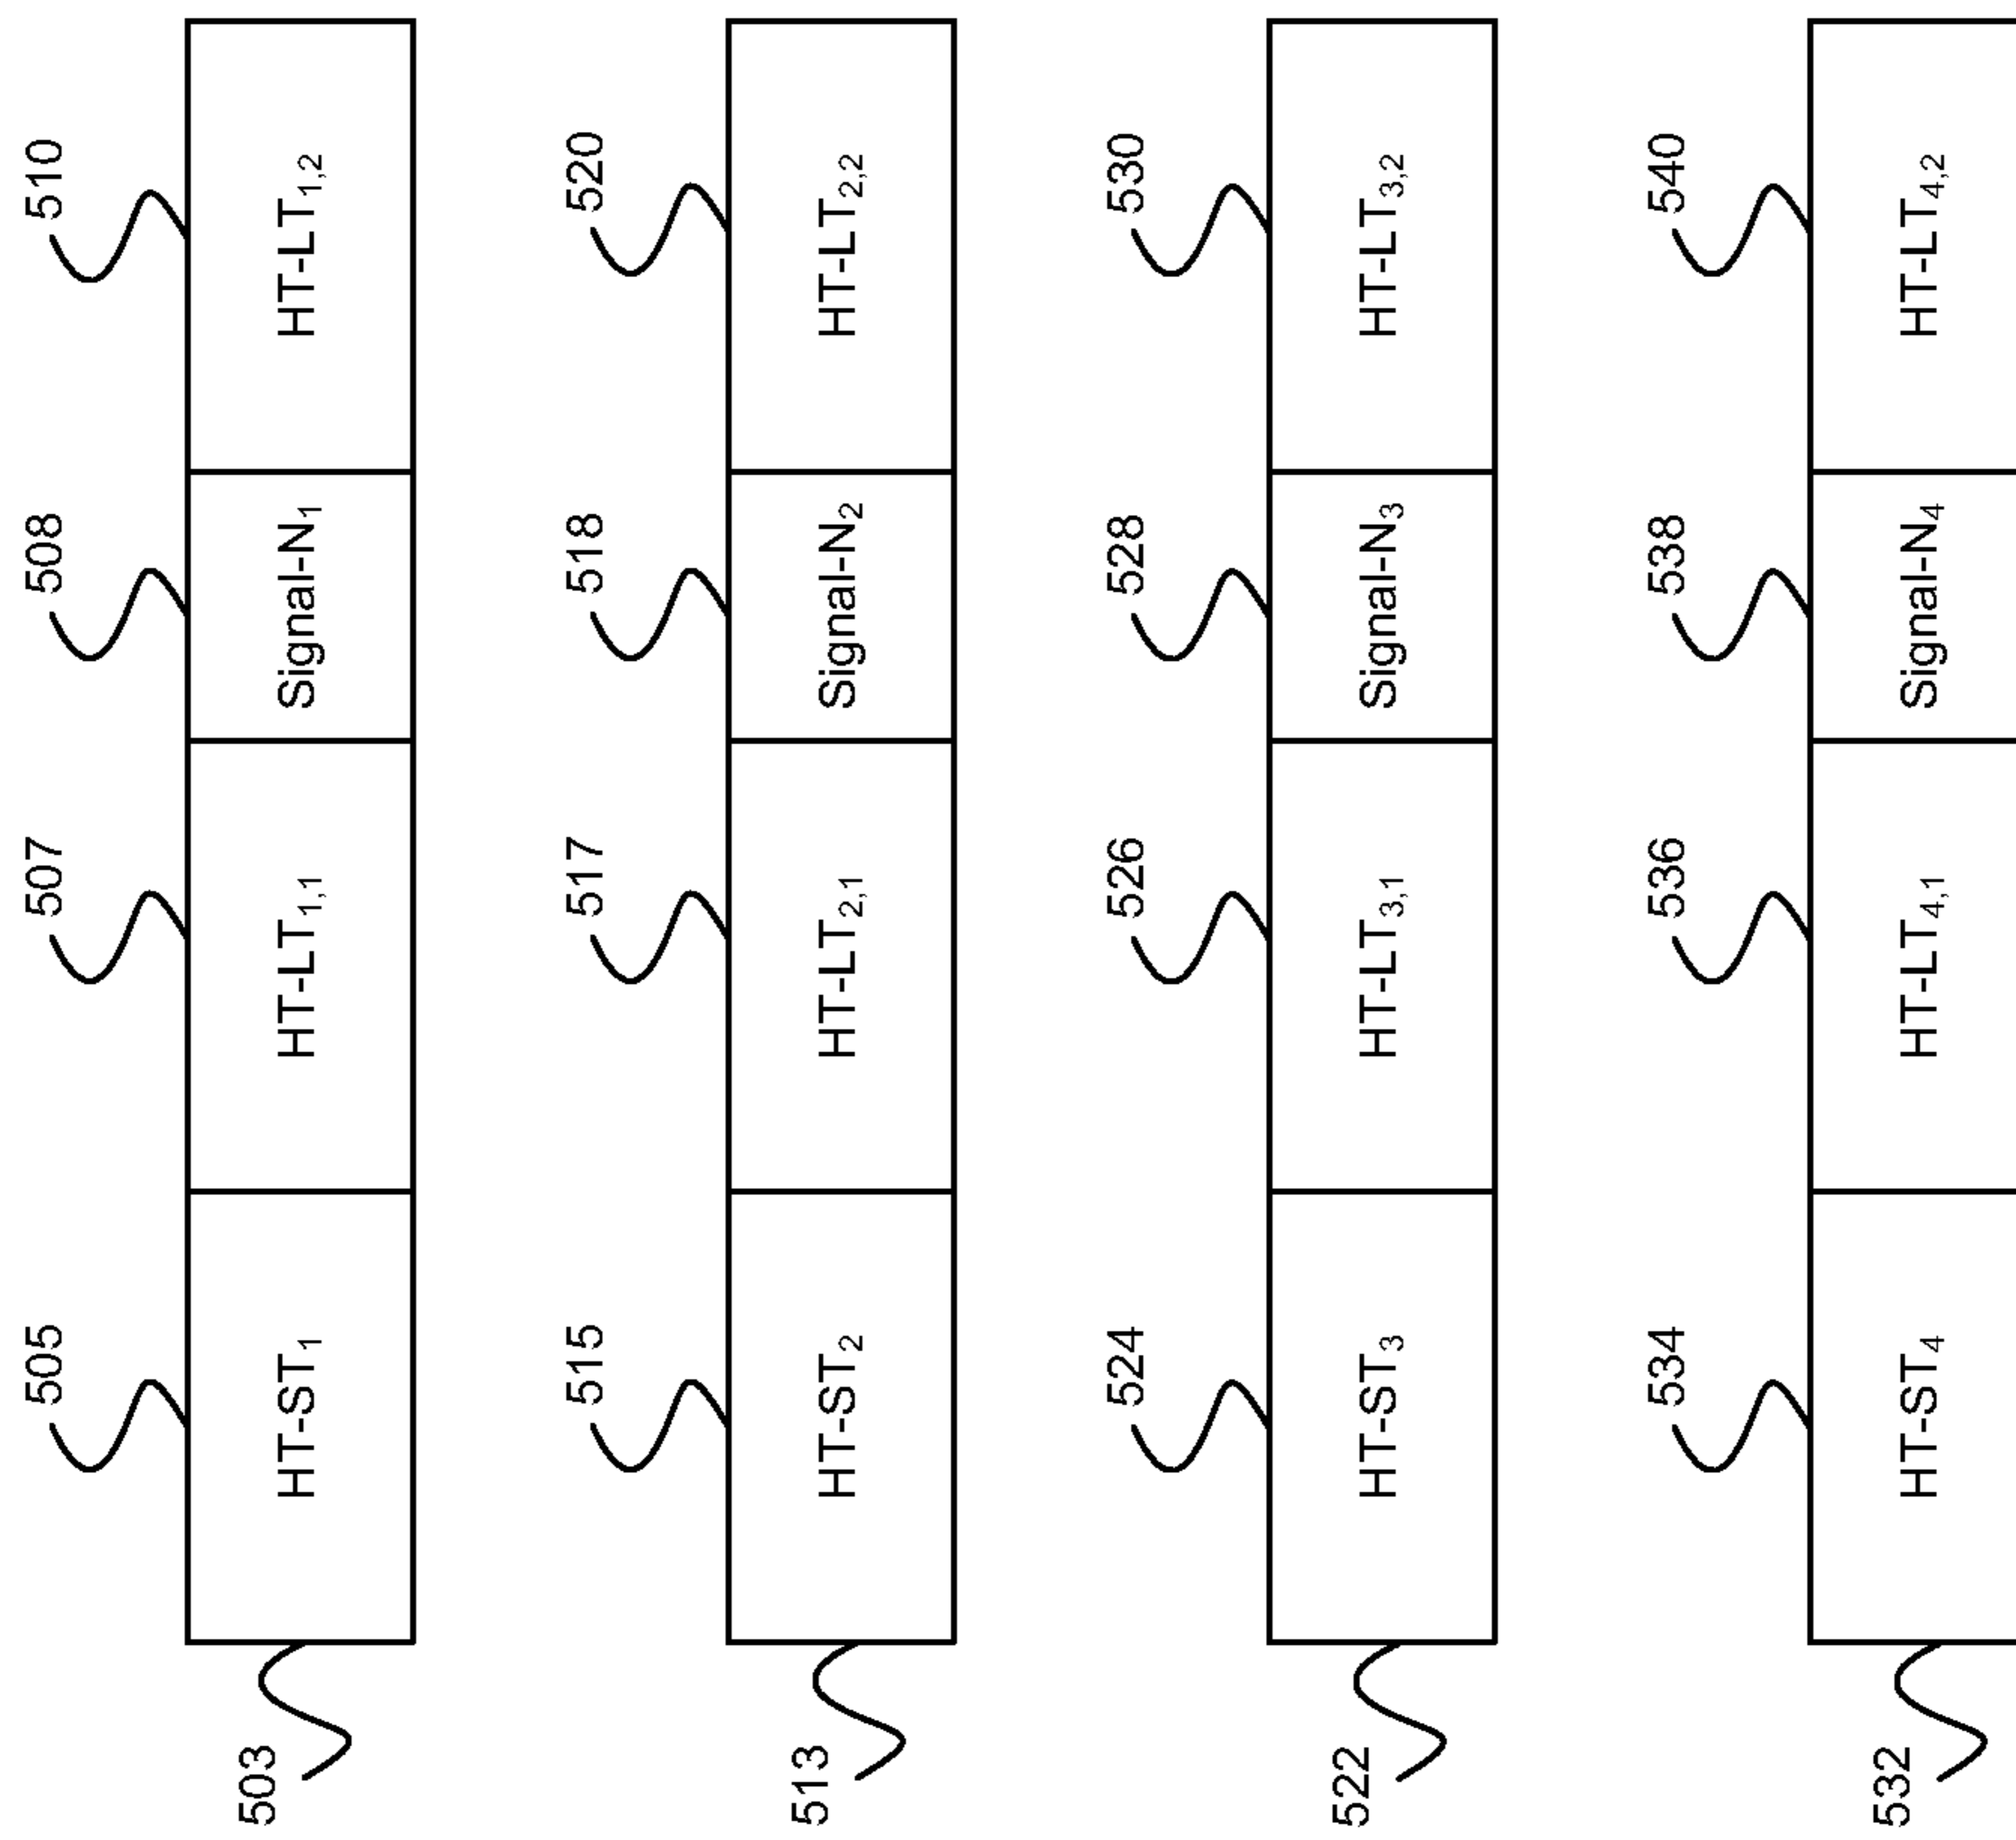 505 507 508 510
HT-ST1 HT-LT1,1 Signal-N1 HT-LT1,2
503
515 517 518 520
HT-ST2 HT-LT2,1 Signal-N2 HT-LT2,2
513
524 526 528 530
HT-ST3 HT-LT3,1 Signal-N3 HT-LT3,2
522
534 536 538 540
HT-ST4 HT-LT4,1 Signal-N4 HT-LT4,2
532